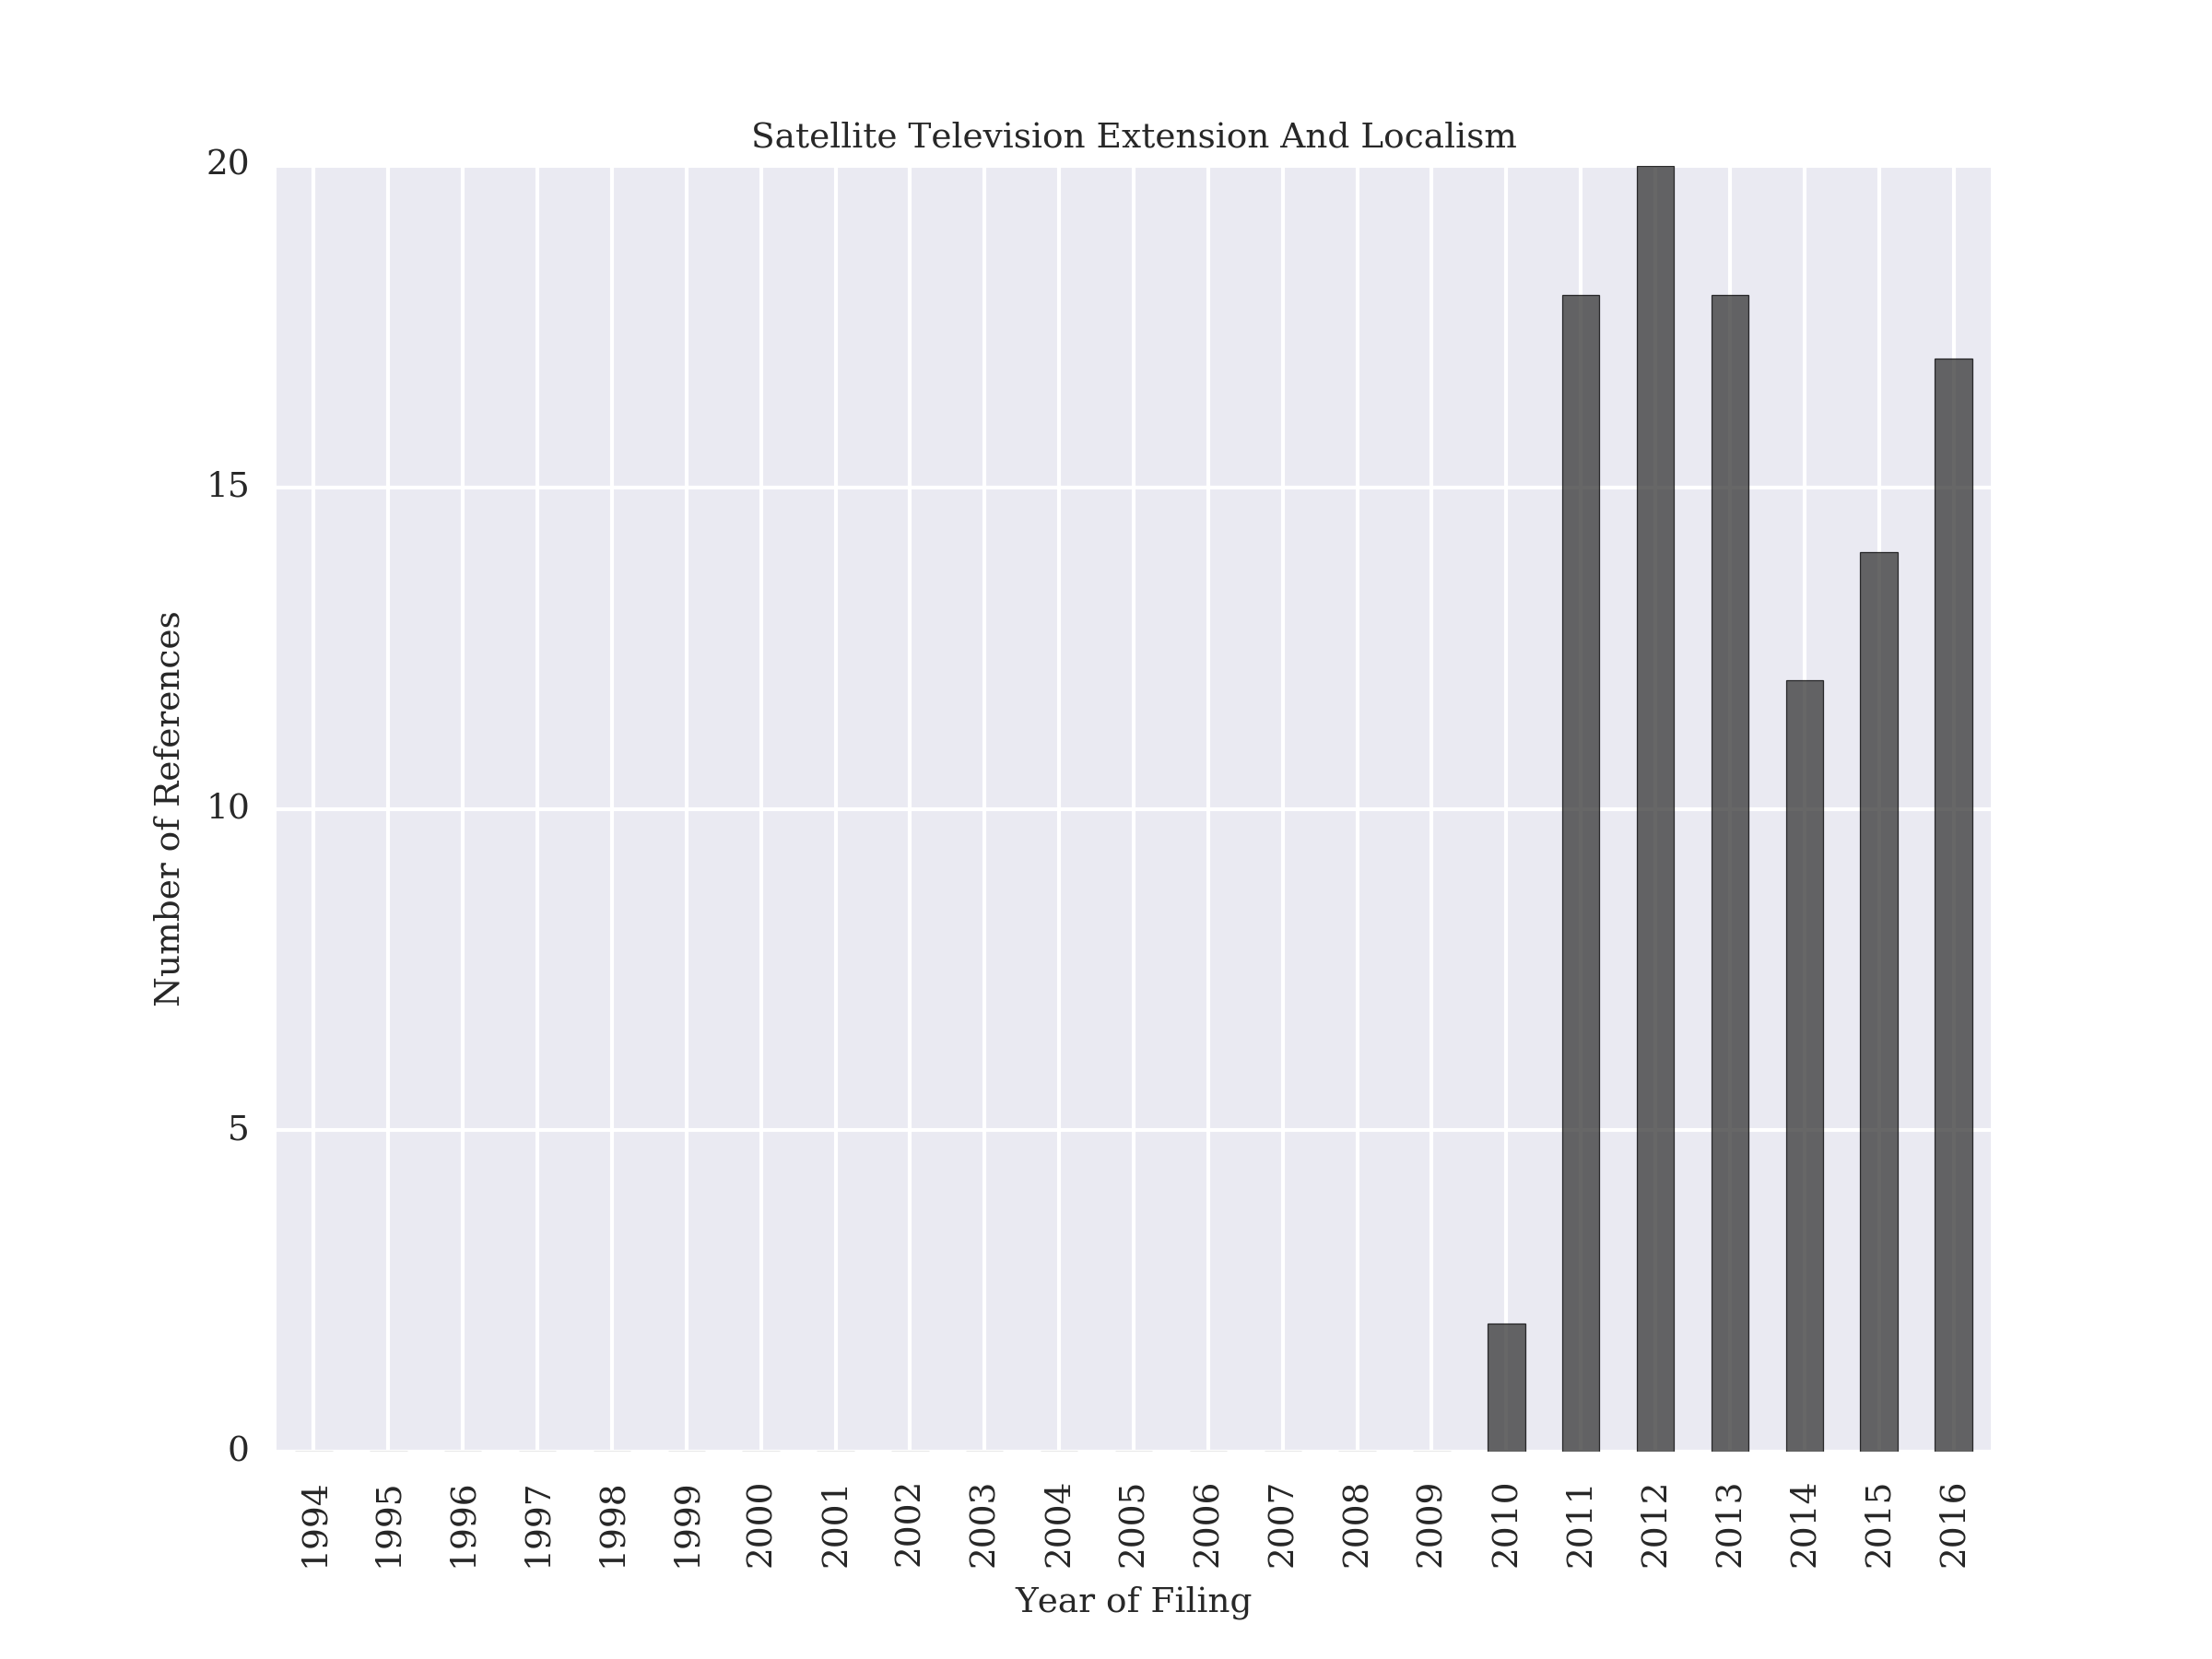 Satellite Television Extension And Localism
20
15
10
5
0
Number of References
1994 1995 1996 1997 1998 1999 2000 2001 2002 2003 2004 2005 2006 2007 2008 2009 2010 2011 2012 2013 2014 2015 2016
Year of Filing